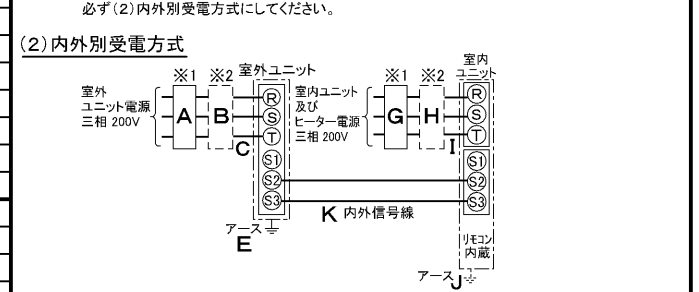 必ず(2)内外別受電方式にしてください。
(2)内外別受電方式
※1 ※2 室外ユニット
室外
ユニット電源
三相 200V
A
B
C
R
S
T
S1
S2
S3
アース
E
※1 ※2
室内ユニット
及び
ヒーター電源
三相 200V
G
H
I
室内
ユニット
R
S
T
S1
S2
S3
K 内外信号線
リモコン
内蔵
アース
J